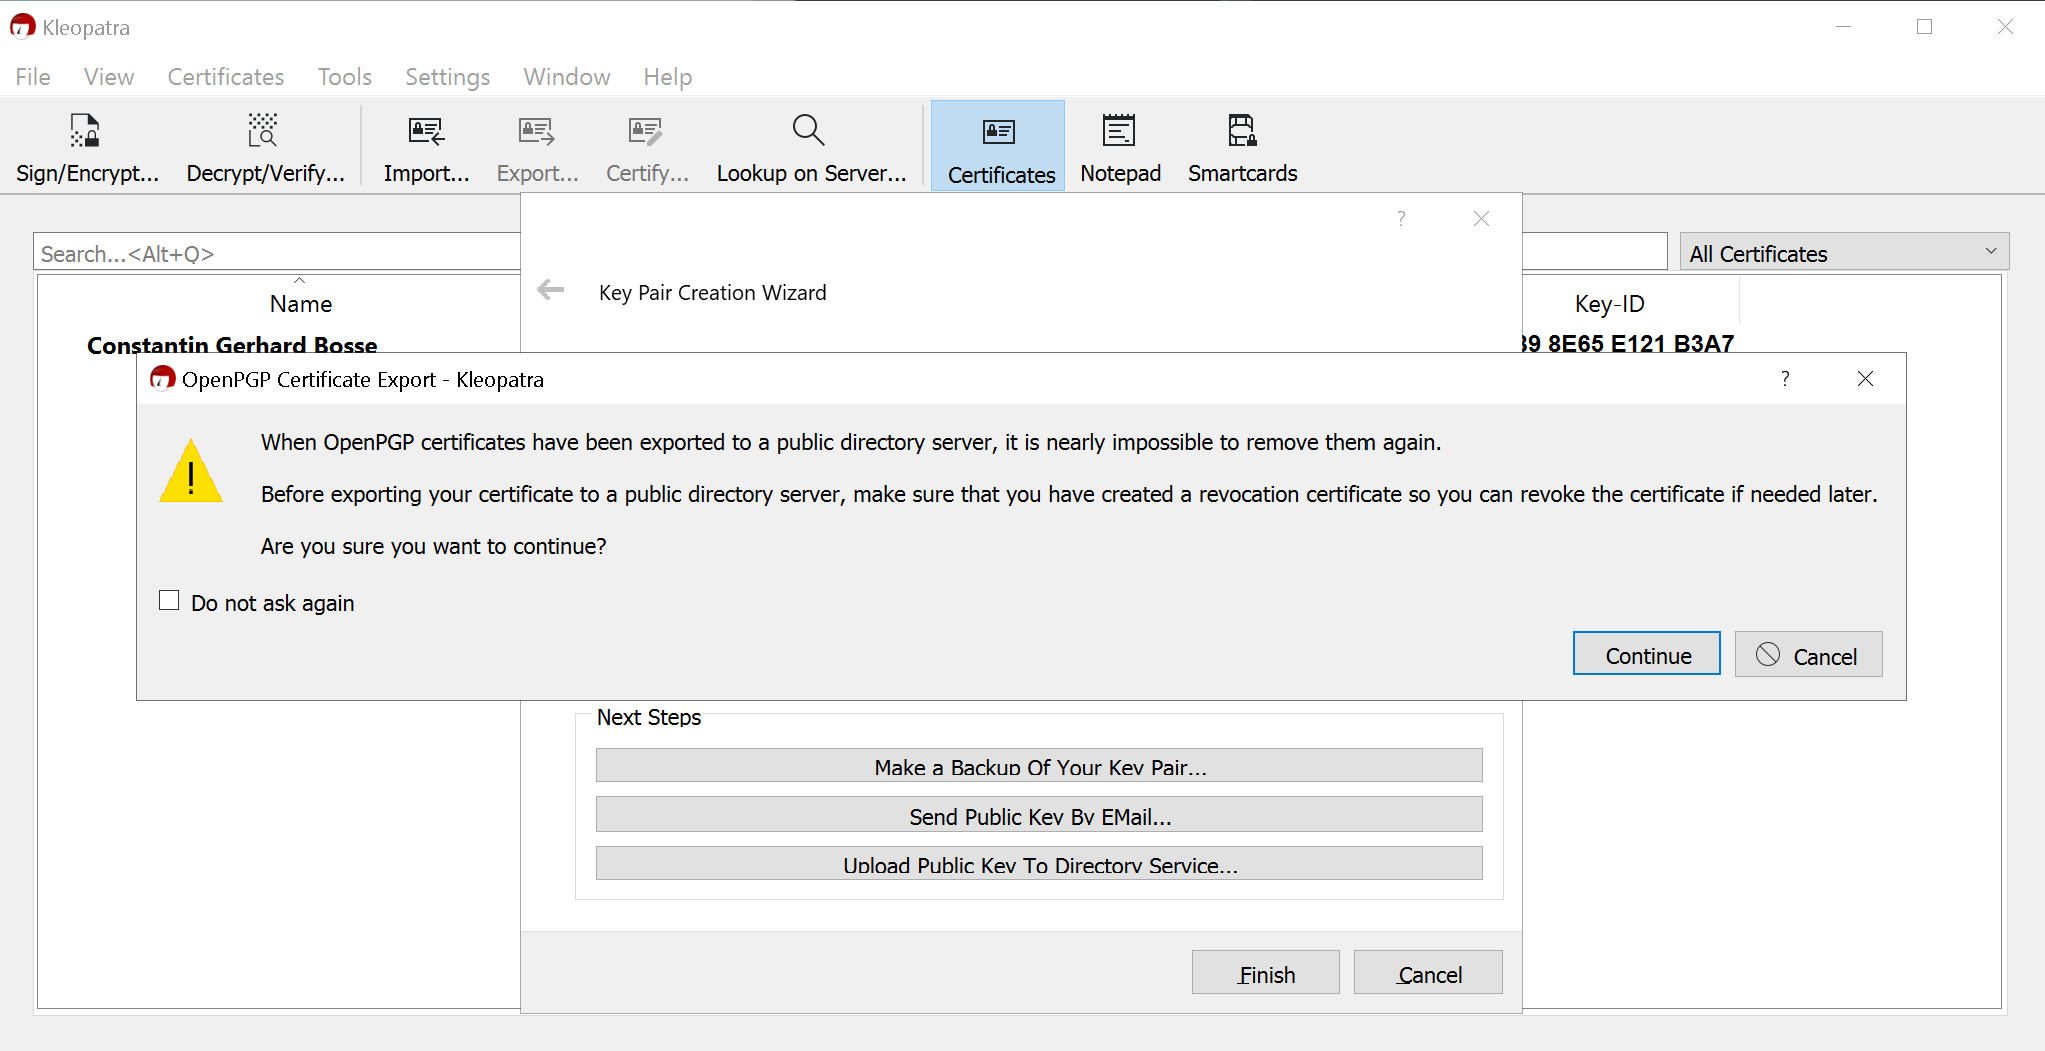 Kleopatra
File View Certificates Tools Settings Window Help
Sign/Encrypt... Decrypt/Verify... Import... Export... Certify... Lookup on Server... Certificates Notepad Smartcards
?
Search...<Alt+Q> All Certificates
Key Pair Creation Wizard
Name Key-ID
Constantin Gerhard Bosse 8E65 E121 B3A7
OpenPGP Certificate Export - Kleopatra ?
When OpenPGP certificates have been exported to a public directory server, it is nearly impossible to remove them again.
Before exporting your certificate to a public directory server, make sure that you have created a revocation certificate so you can revoke the certificate if needed later.
Are you sure you want to continue?
Do not ask again
Continue Cancel
Next Steps
Make a Backup Of Your Key Pair...
Send Public Key By EMail...
Upload Public Key To Directory Service...
Finish Cancel